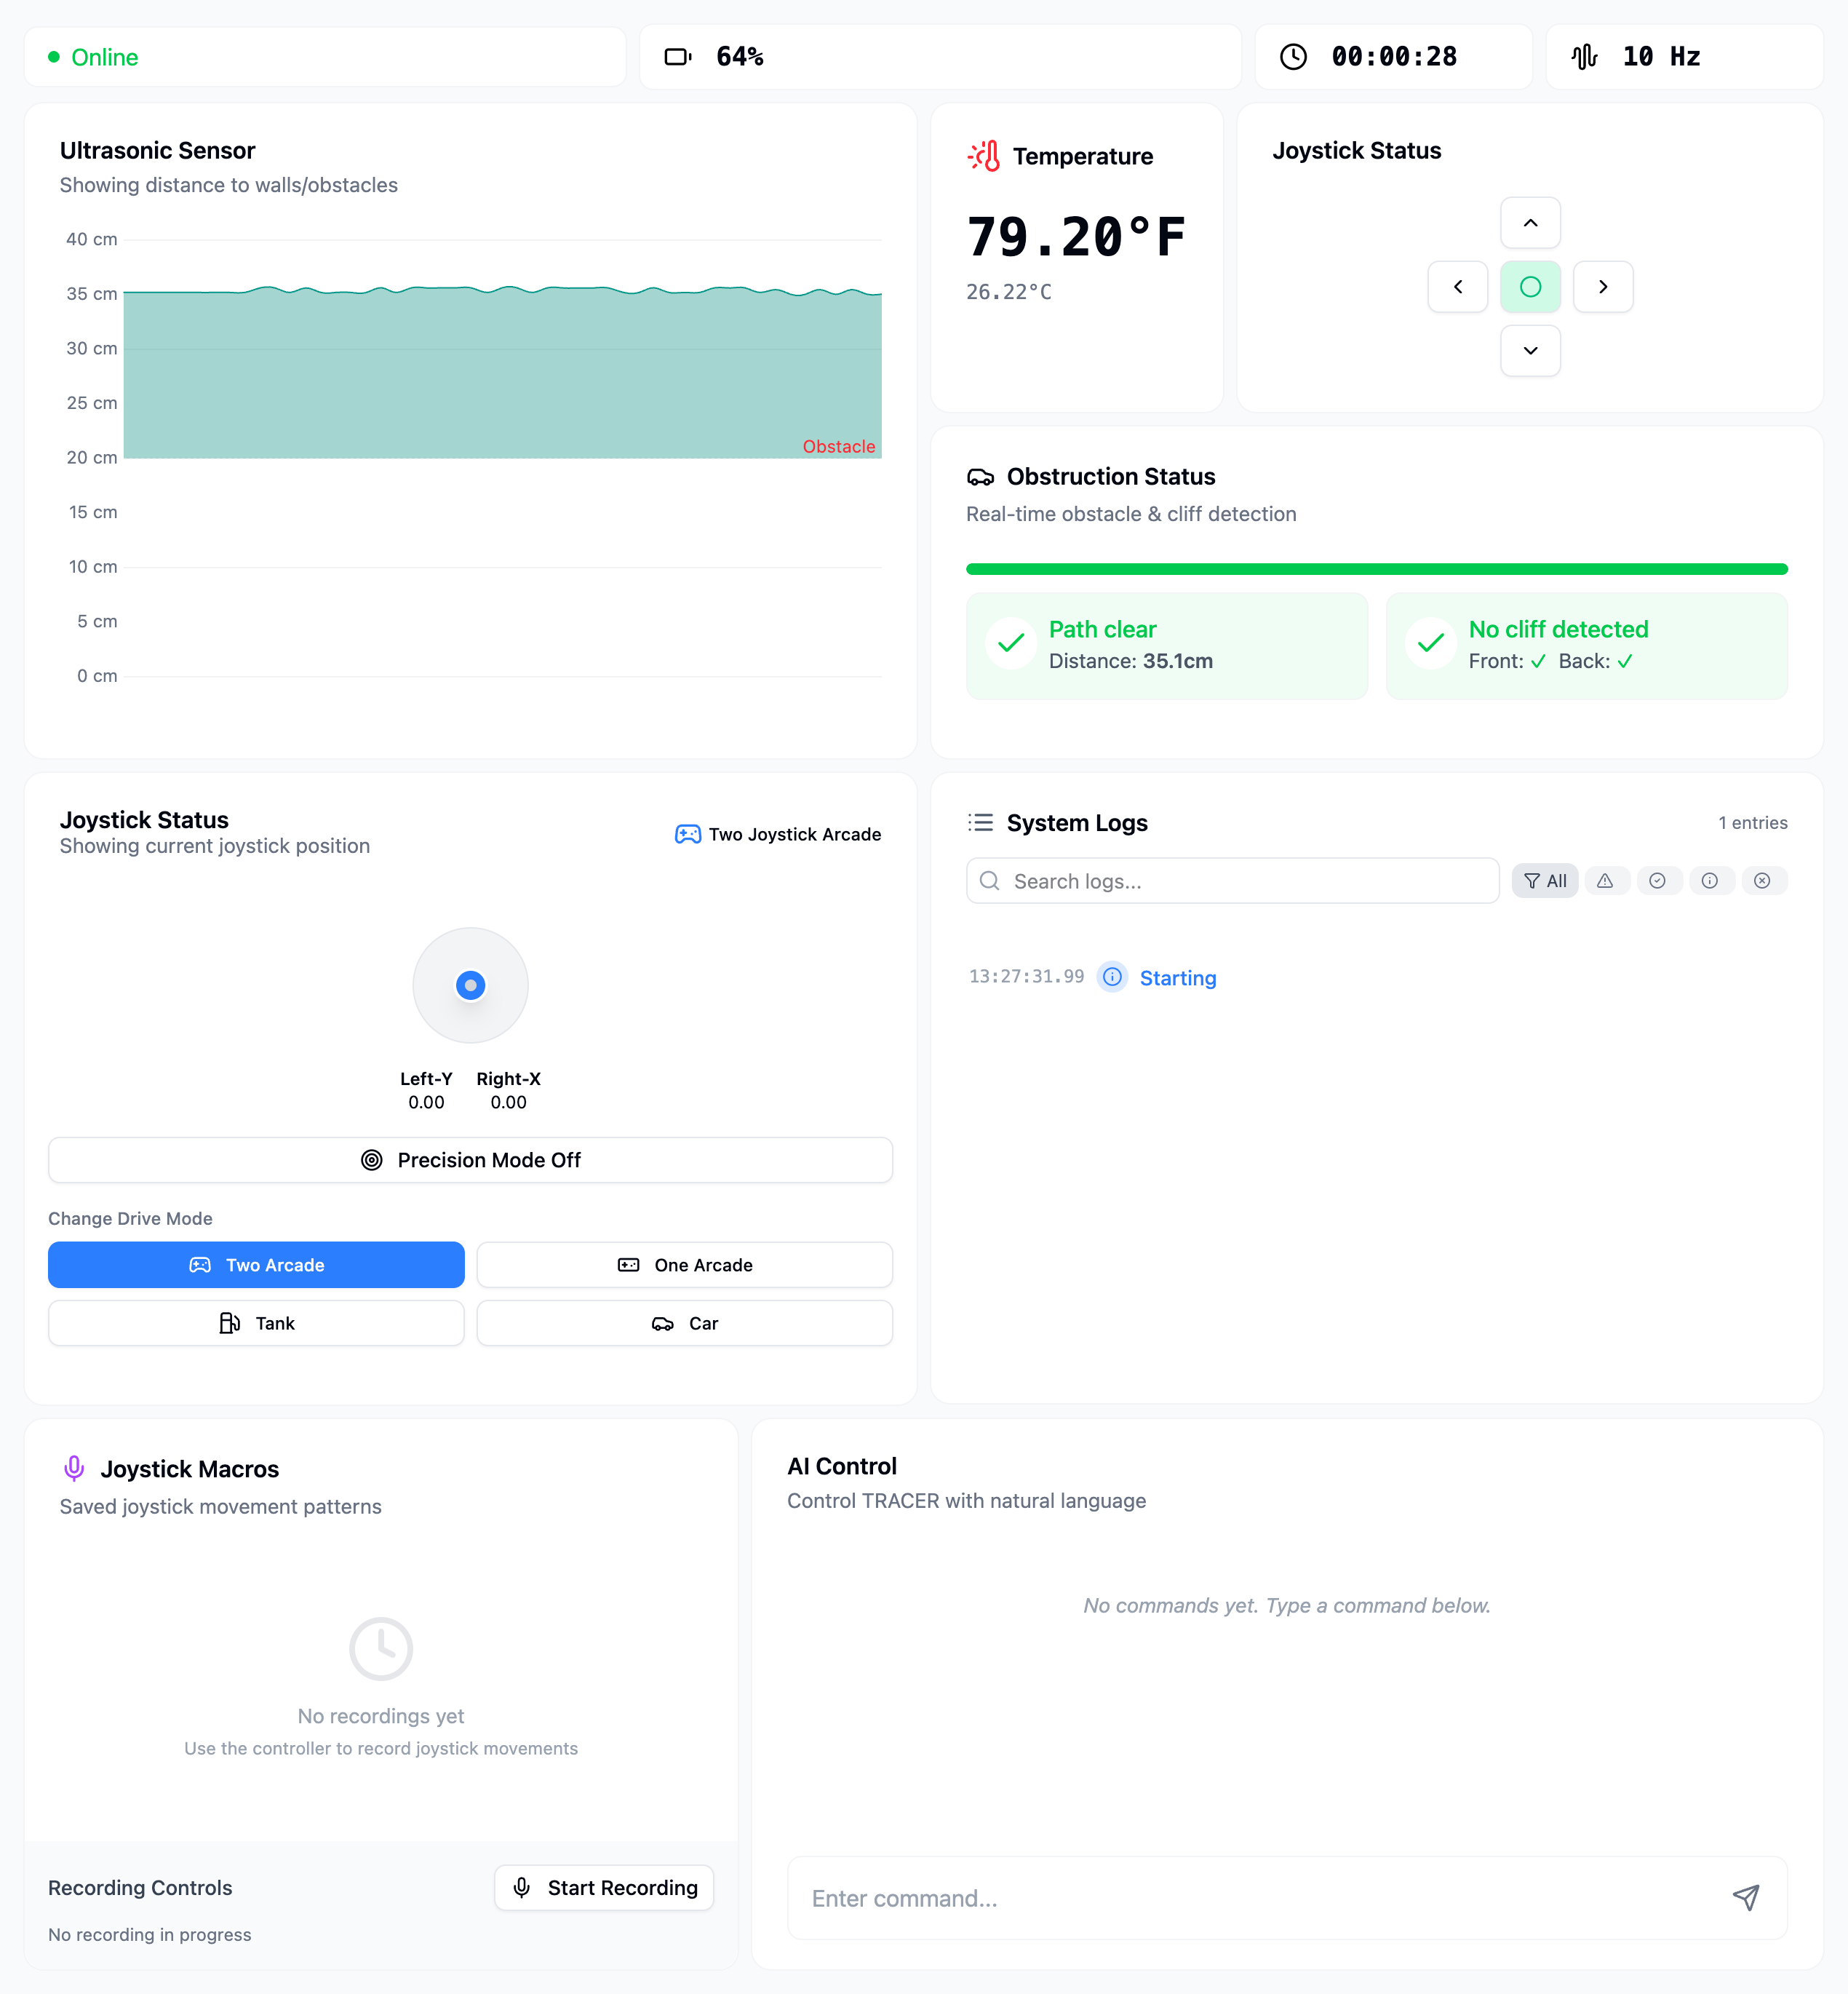 Online
64%
00:00:28
10 Hz
Ultrasonic Sensor
Showing distance to walls/obstacles
40 cm
35 cm
30 cm
25 cm
20 cm
15 cm
10 cm
5 cm
0 cm
Obstacle
Temperature
79.20°F
26.22°C
Joystick Status
Obstruction Status
Real-time obstacle & cliff detection
Path clear
Distance: 35.1cm
No cliff detected
Front: ✓ Back: ✓
Joystick Status
Showing current joystick position
Two Joystick Arcade
Left-Y Right-X
0.00 0.00
Precision Mode Off
Change Drive Mode
Two Arcade
One Arcade
Tank
Car
System Logs
1 entries
Search logs...
All
13:27:31.99 Starting
Joystick Macros
Saved joystick movement patterns
No recordings yet
Use the controller to record joystick movements
Recording Controls
Start Recording
No recording in progress
AI Control
Control TRACER with natural language
No commands yet. Type a command below.
Enter command...